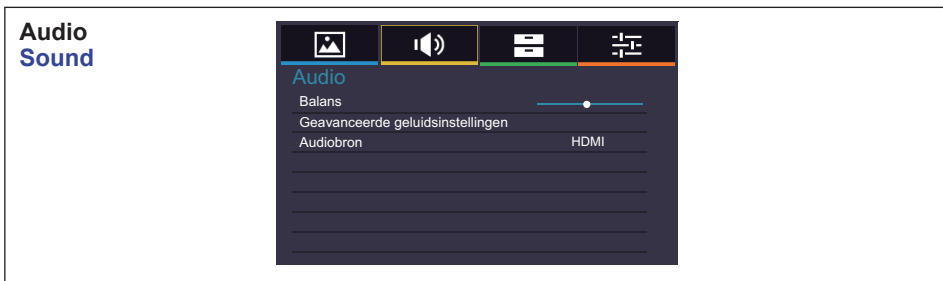 Audio
Sound
Audio
Balans
Geavanceerde geluidsinstellingen
Audiobron HDMI